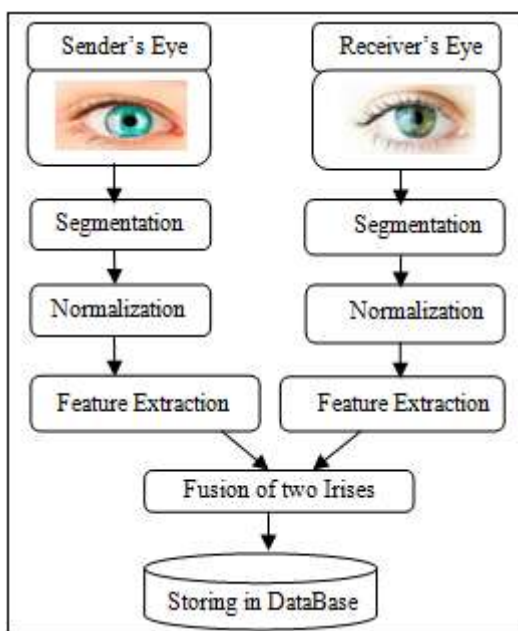 Sender's Eye
Receiver's Eye
Segmentation
Segmentation
Normalization
Normalization
Feature Extraction
Feature Extraction
Fusion of two Irises
Storing in DataBase